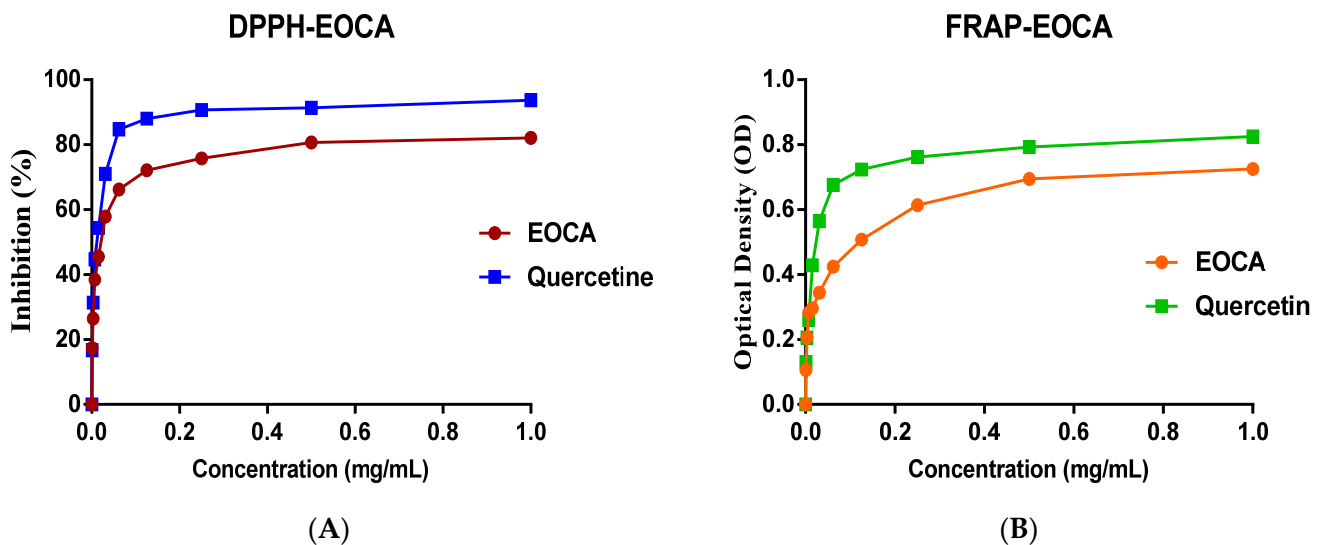 DPPH-EOCA
100
80
60
40
20
0
Inhibition (%)
0.0 0.2 0.4 0.6 0.8 1.0
Concentration (mg/mL)
EOCA
Quercetine
(A)
FRAP-EOCA
1.0
0.8
0.6
0.4
0.2
0.0
Optical Density (OD)
0.0 0.2 0.4 0.6 0.8 1.0
Concentration (mg/mL)
EOCA
Quercetin
(B)